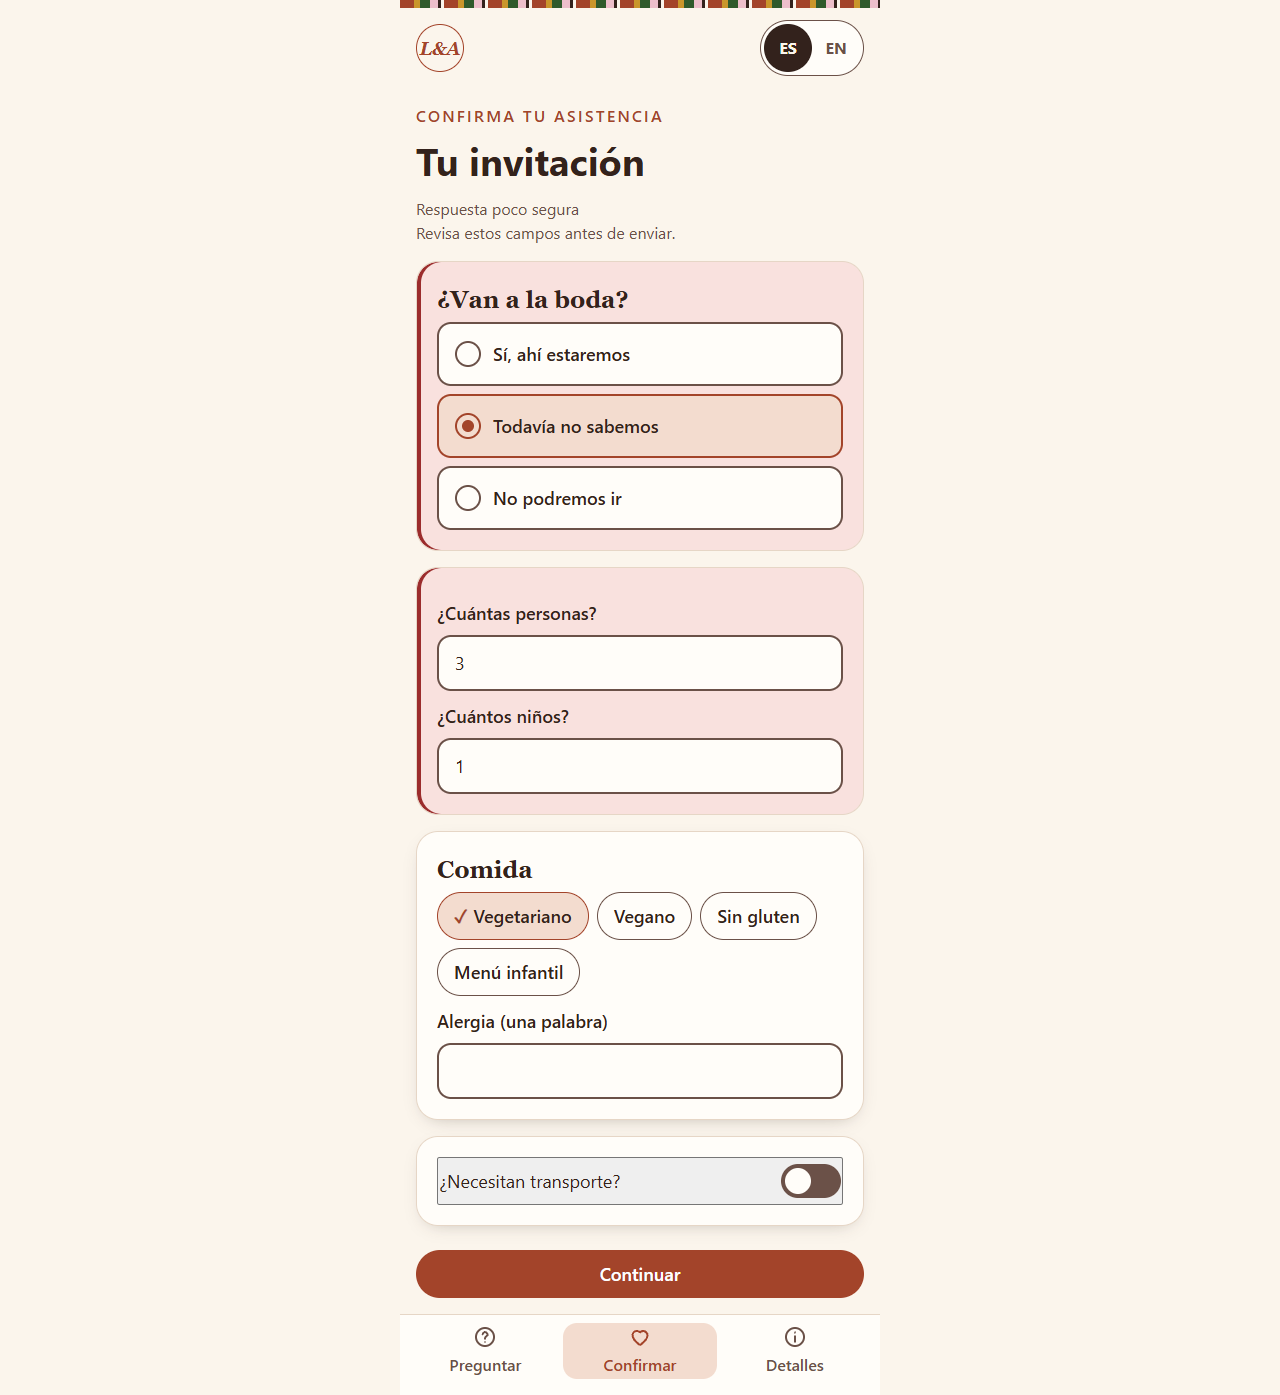 L&A
ES EN
CONFIRMA TU ASISTENCIA
Tu invitación
Respuesta poco segura
Revisa estos campos antes de enviar.
¿Van a la boda?
Sí, ahí estaremos
Todavía no sabemos
No podremos ir
¿Cuántas personas?
3
¿Cuántos niños?
1
Comida
✓ Vegetariano Vegano Sin gluten
Menú infantil
Alergia (una palabra)
¿Necesitan transporte?
Continuar
Preguntar Confirmar Detalles